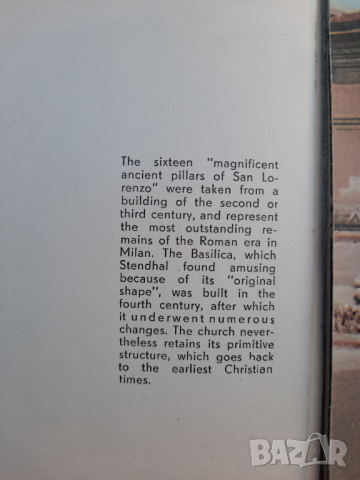 The sixteen "magnificent
ancient pillars of San Lo-
renzo" were taken from a
building of the second or
third century, and represent
the most outstanding re-
mains of the Roman era in
Milan. The Basilica, which
Stendhal found amusing
because of its "original
shape", was built in the
fourth century, after which
it underwent numerous
changes. The church never-
theless retains its primitive
structure, which goes back
to the earliest Christian
times.
BAZAR.BG